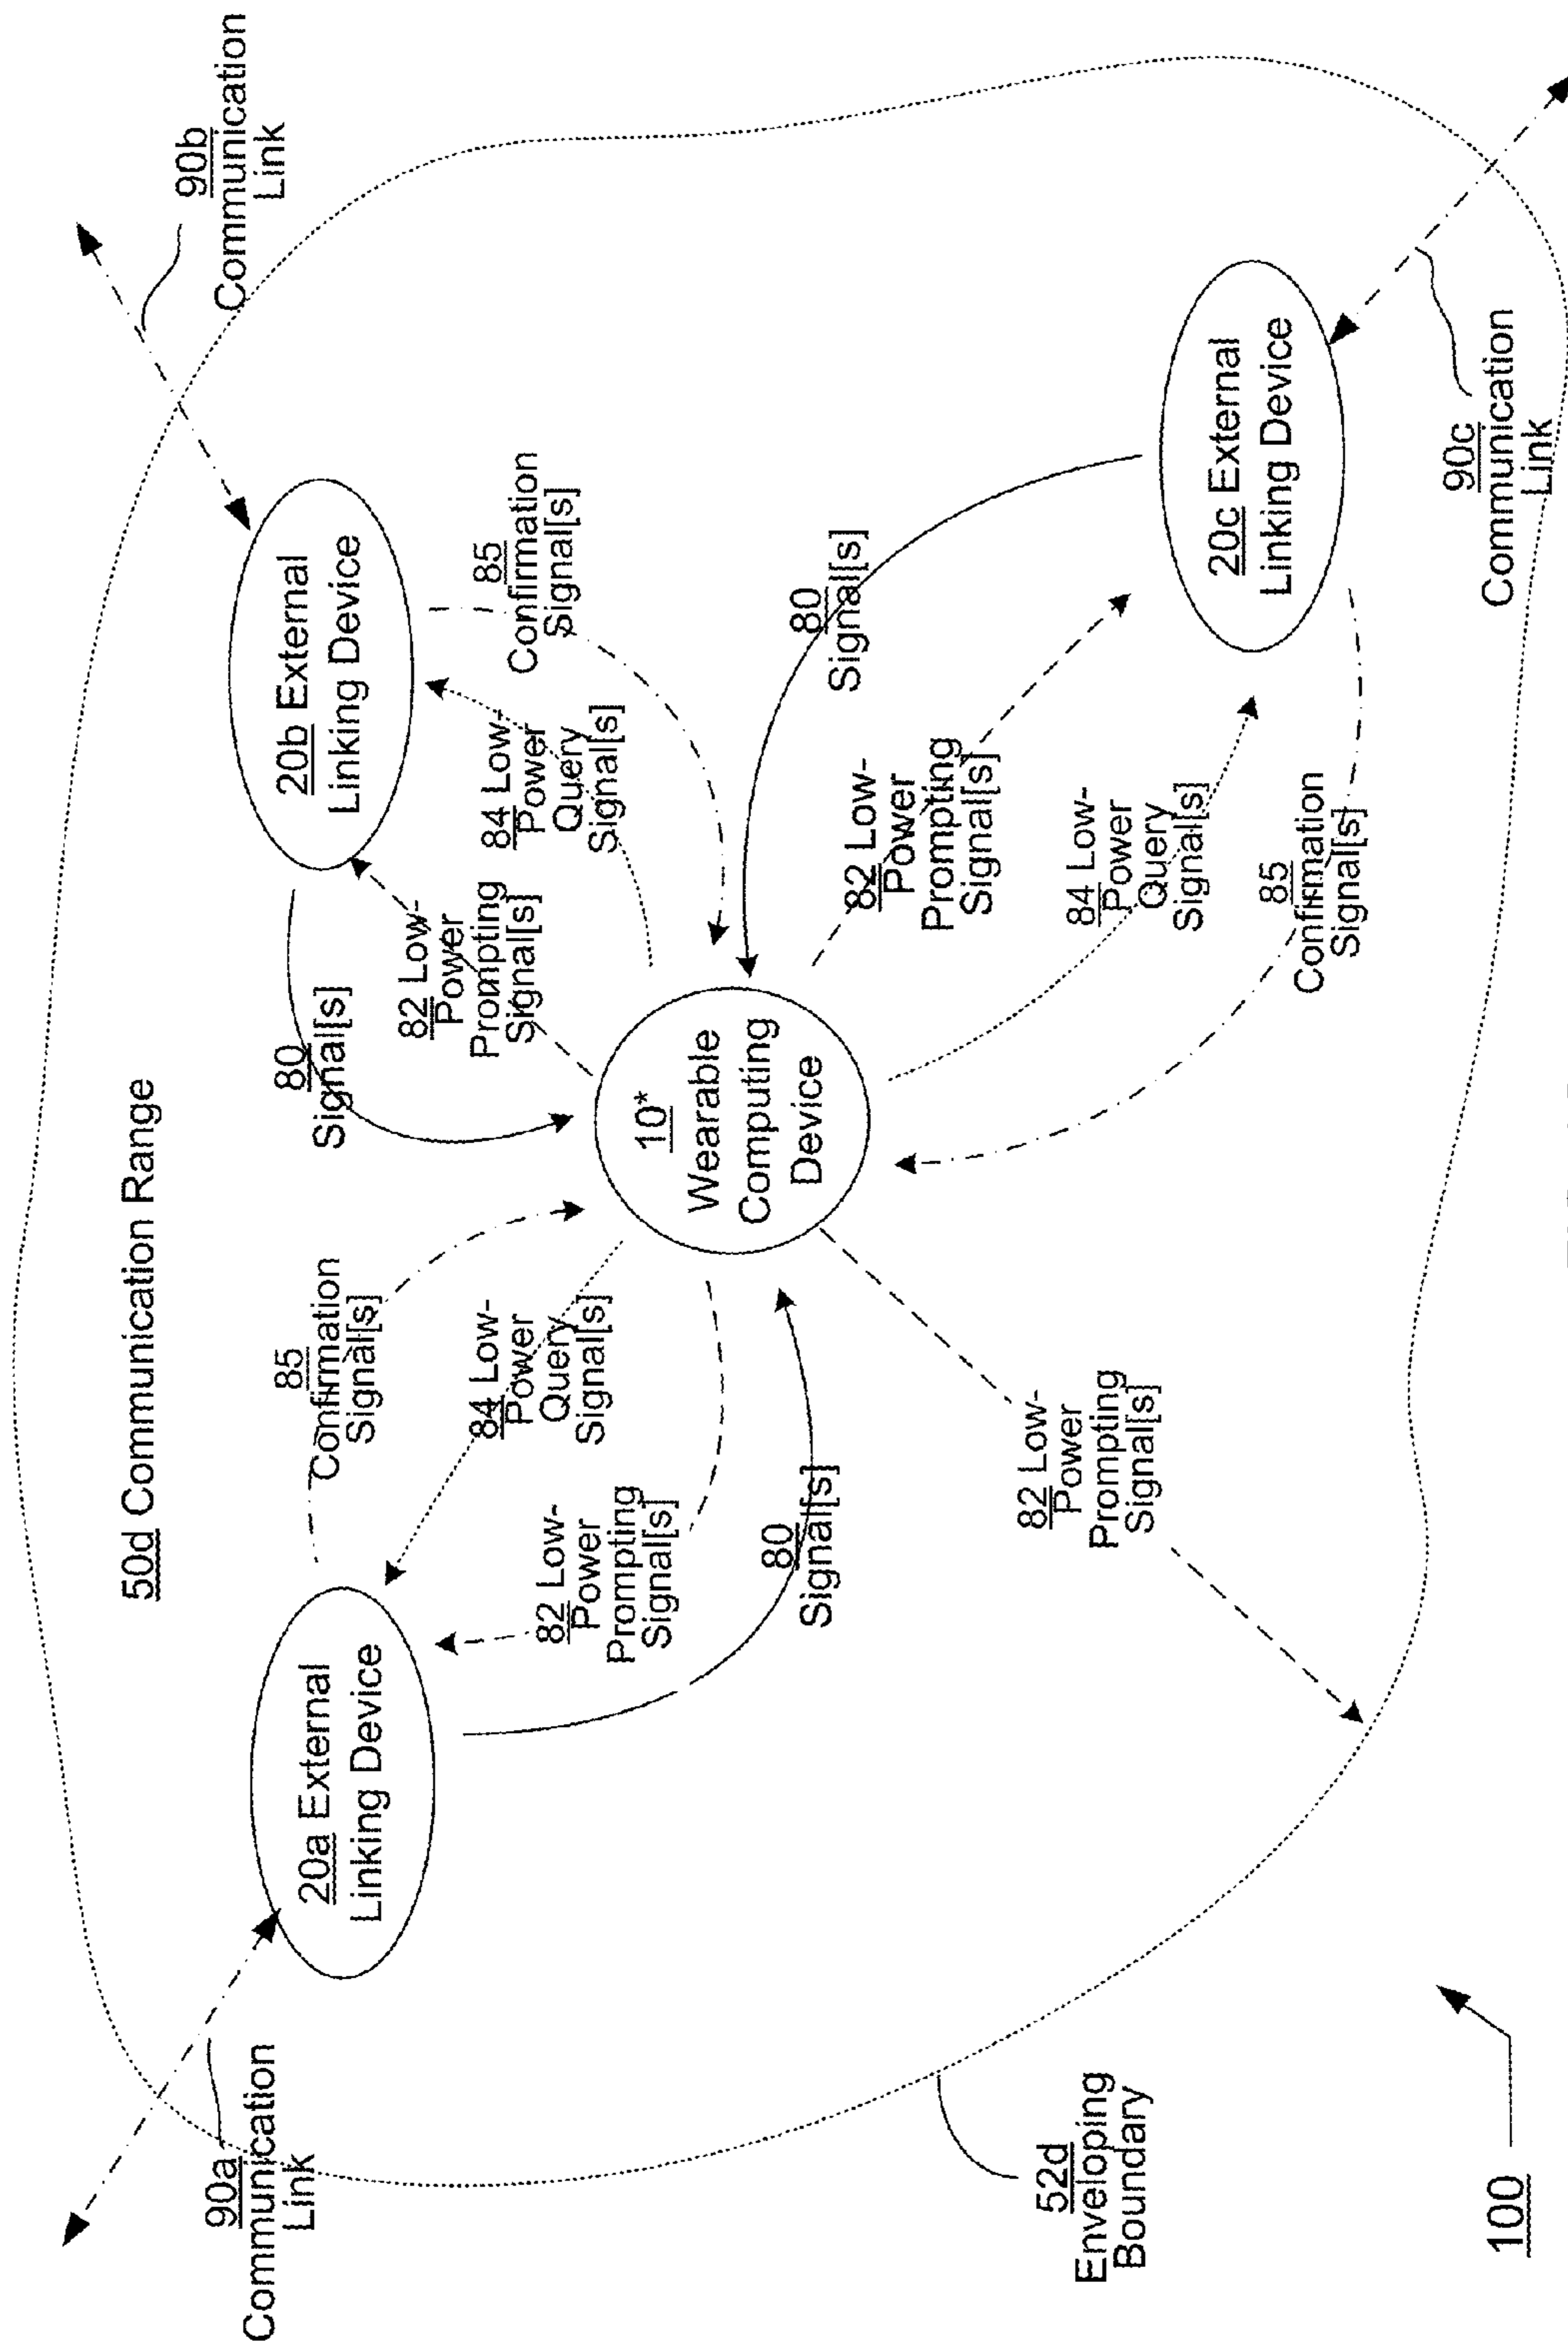 90a
Communication
Link
50d Communication Range
90b
Communication
Link
20a External
Linking Device
85
Confirmation
Signal[s]
84 Low-
Power
Query
Signal[s]
82 Low-
Power
Prompting
Signal[s]
80
Signal[s]
80
Signal[s]
82 Low-
Power
Prompting
Signal[s]
84 Low-
Power
Query
Signal[s]
20b External
Linking Device
85
Confirmation
Signal[s]
10*
Wearable
Computing
Device
80
Signal[s]
82 Low-
Power
Prompting
Signal[s]
84 Low-
Power
Query
Signal[s]
85
Confirmation
Signal[s]
20c External
Linking Device
82 Low-
Power
Prompting
Signal[s]
90c
Communication
Link
52d
Enveloping
Boundary
100